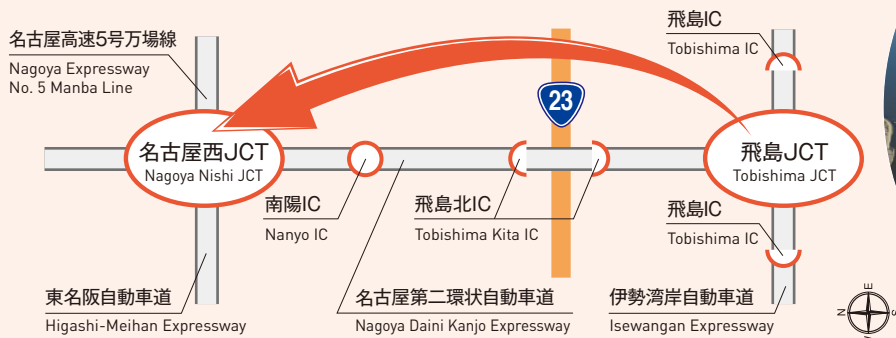 名古屋高速5号万場線
Nagoya Expressway
No. 5 Manba Line
飛島IC
Tobishima IC
23
名古屋西JCT
Nagoya Nishi JCT
飛島JCT
Tobishima JCT
南陽IC
Nanyo IC
飛島北IC
Tobishima Kita IC
飛島IC
Tobishima IC
東名阪自動車道
Higashi-Meihan Expressway
名古屋第二環状自動車道
Nagoya Daini Kanjo Expressway
伊勢湾岸自動車道
Isewangan Expressway
E
N
S
W